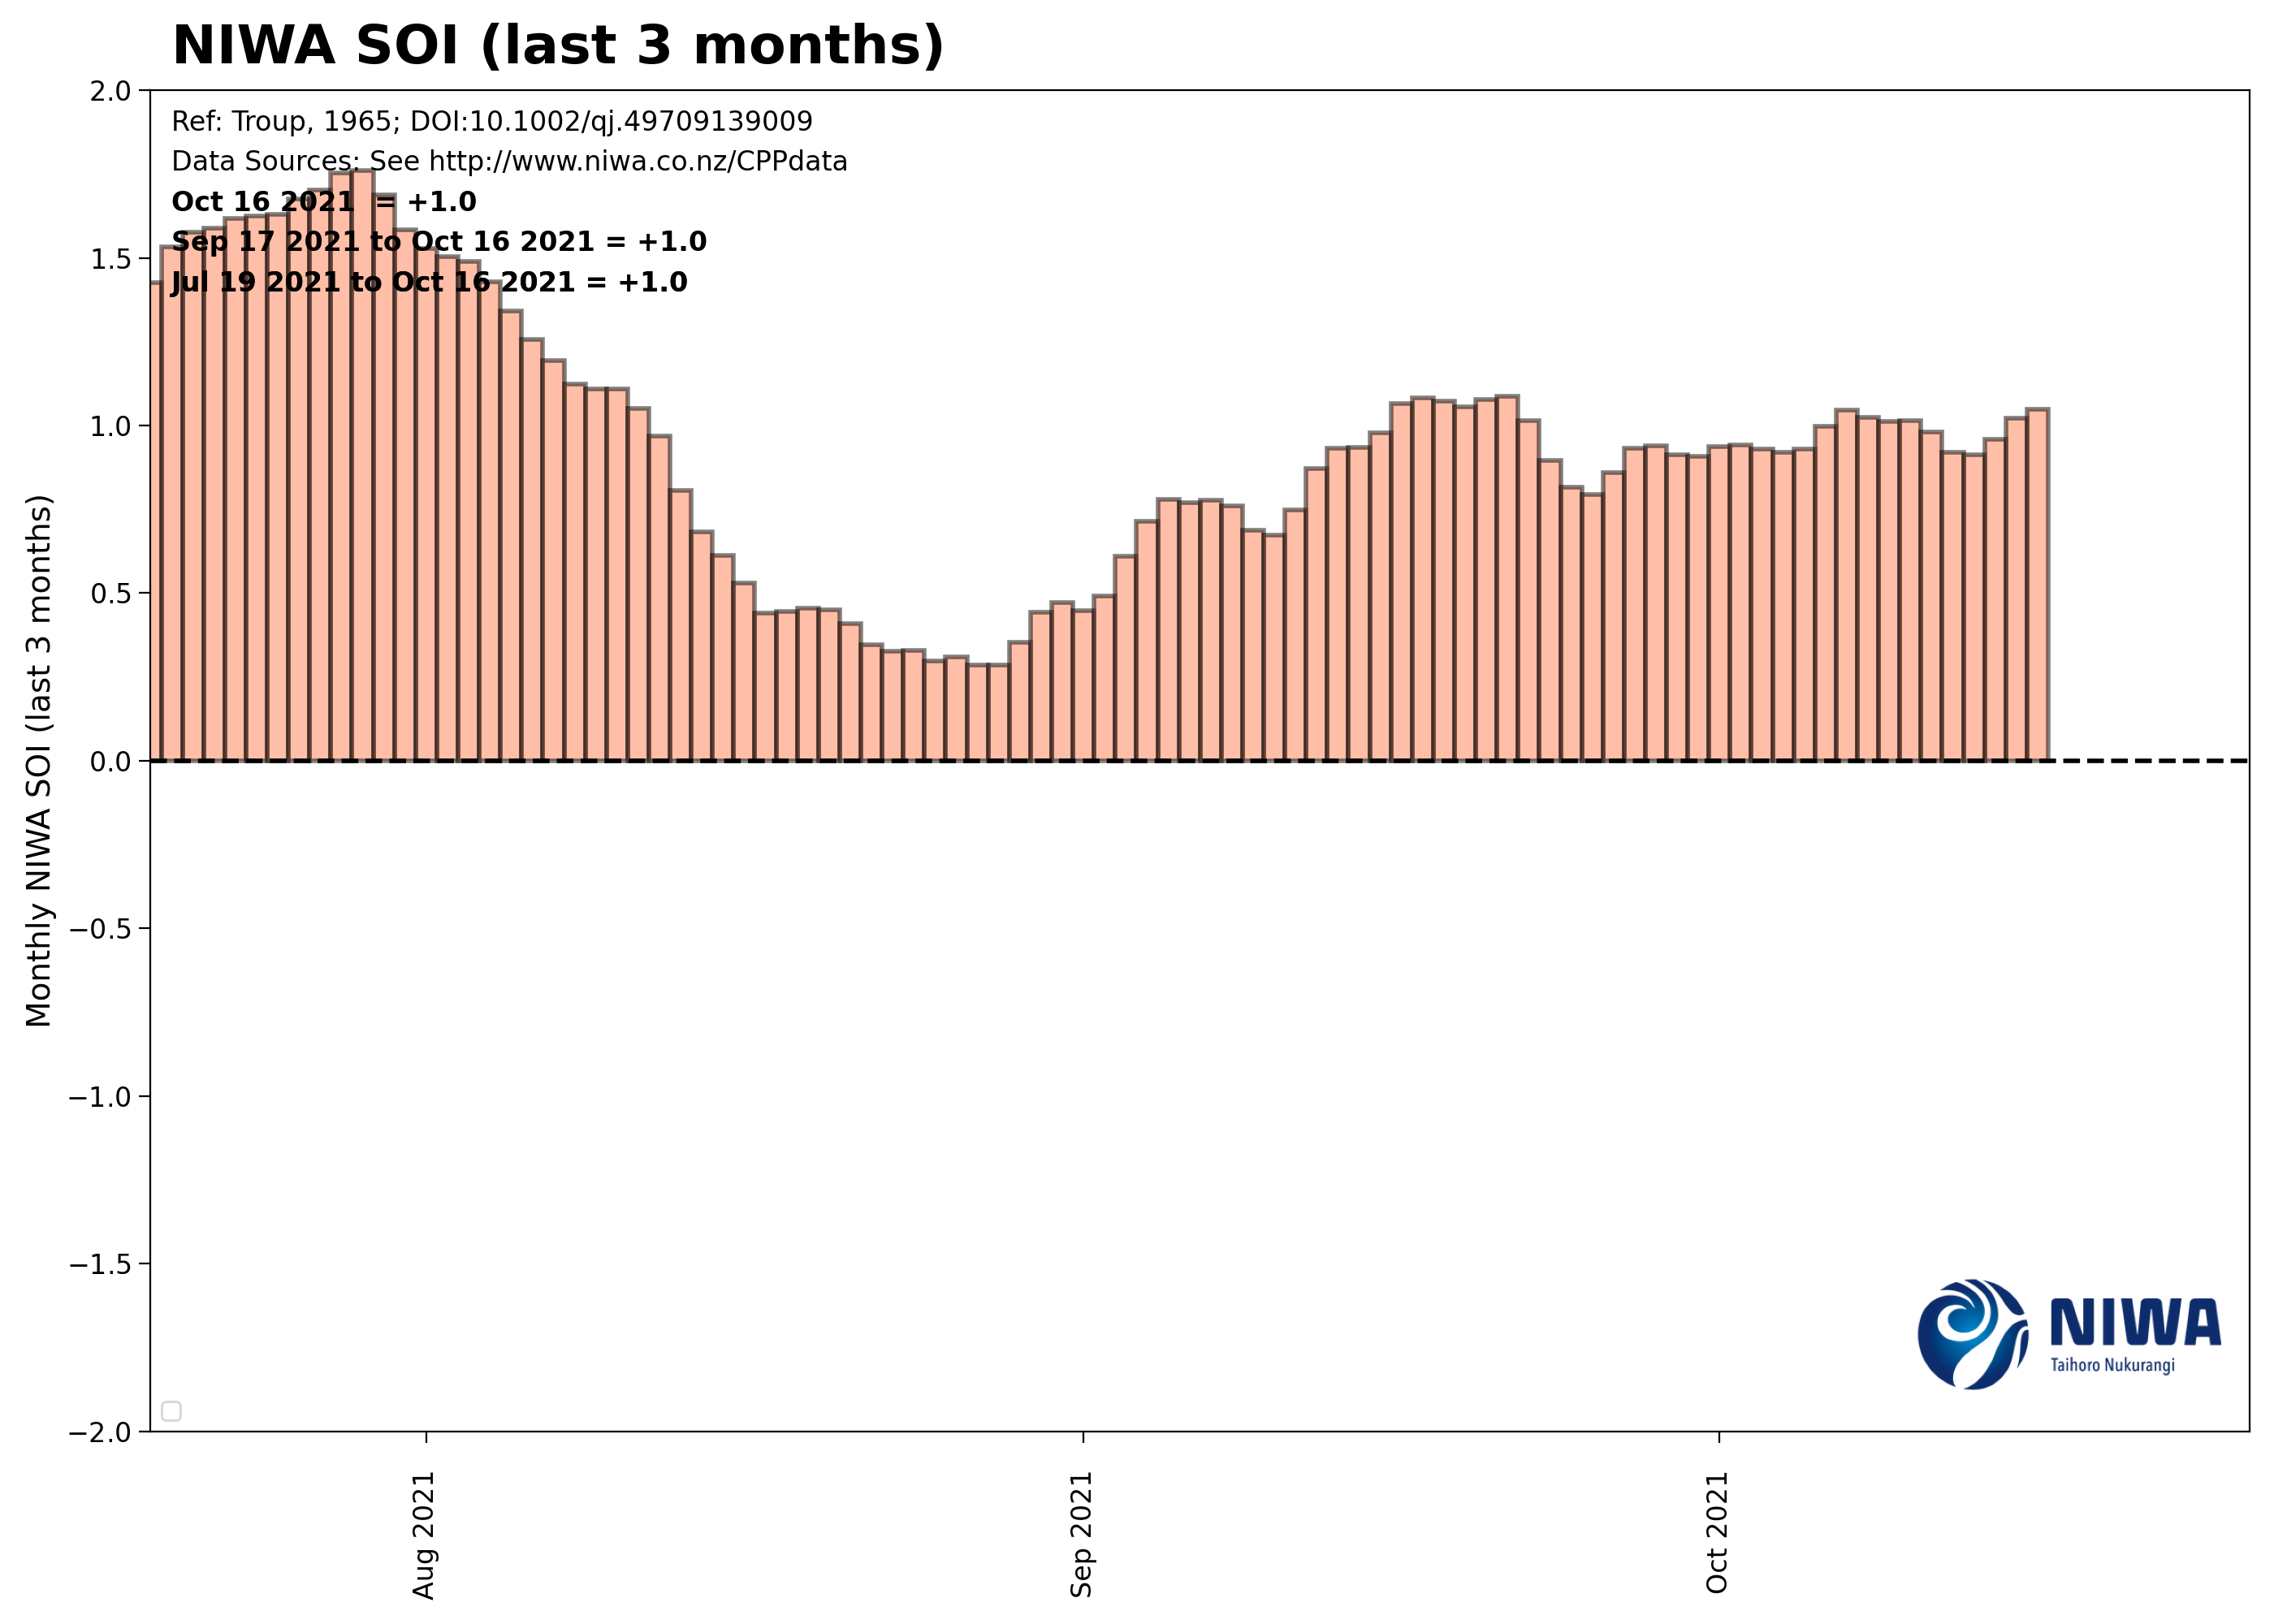 NIWA SOI (last 3 months)
Ref: Troup, 1965; DOI:10.1002/qj.49709139009
Data Sources: See http://www.niwa.co.nz/CPPdata
Oct 16 2021 = +1.0
Sep 17 2021 to Oct 16 2021 = +1.0
Jul 19 2021 to Oct 16 2021 = +1.0
Monthly NIWA SOI (last 3 months)
2.0
1.5
1.0
0.5
0.0
−0.5
−1.0
−1.5
−2.0
NIWA
Taihoro Nukurangi
Aug 2021
Sep 2021
Oct 2021